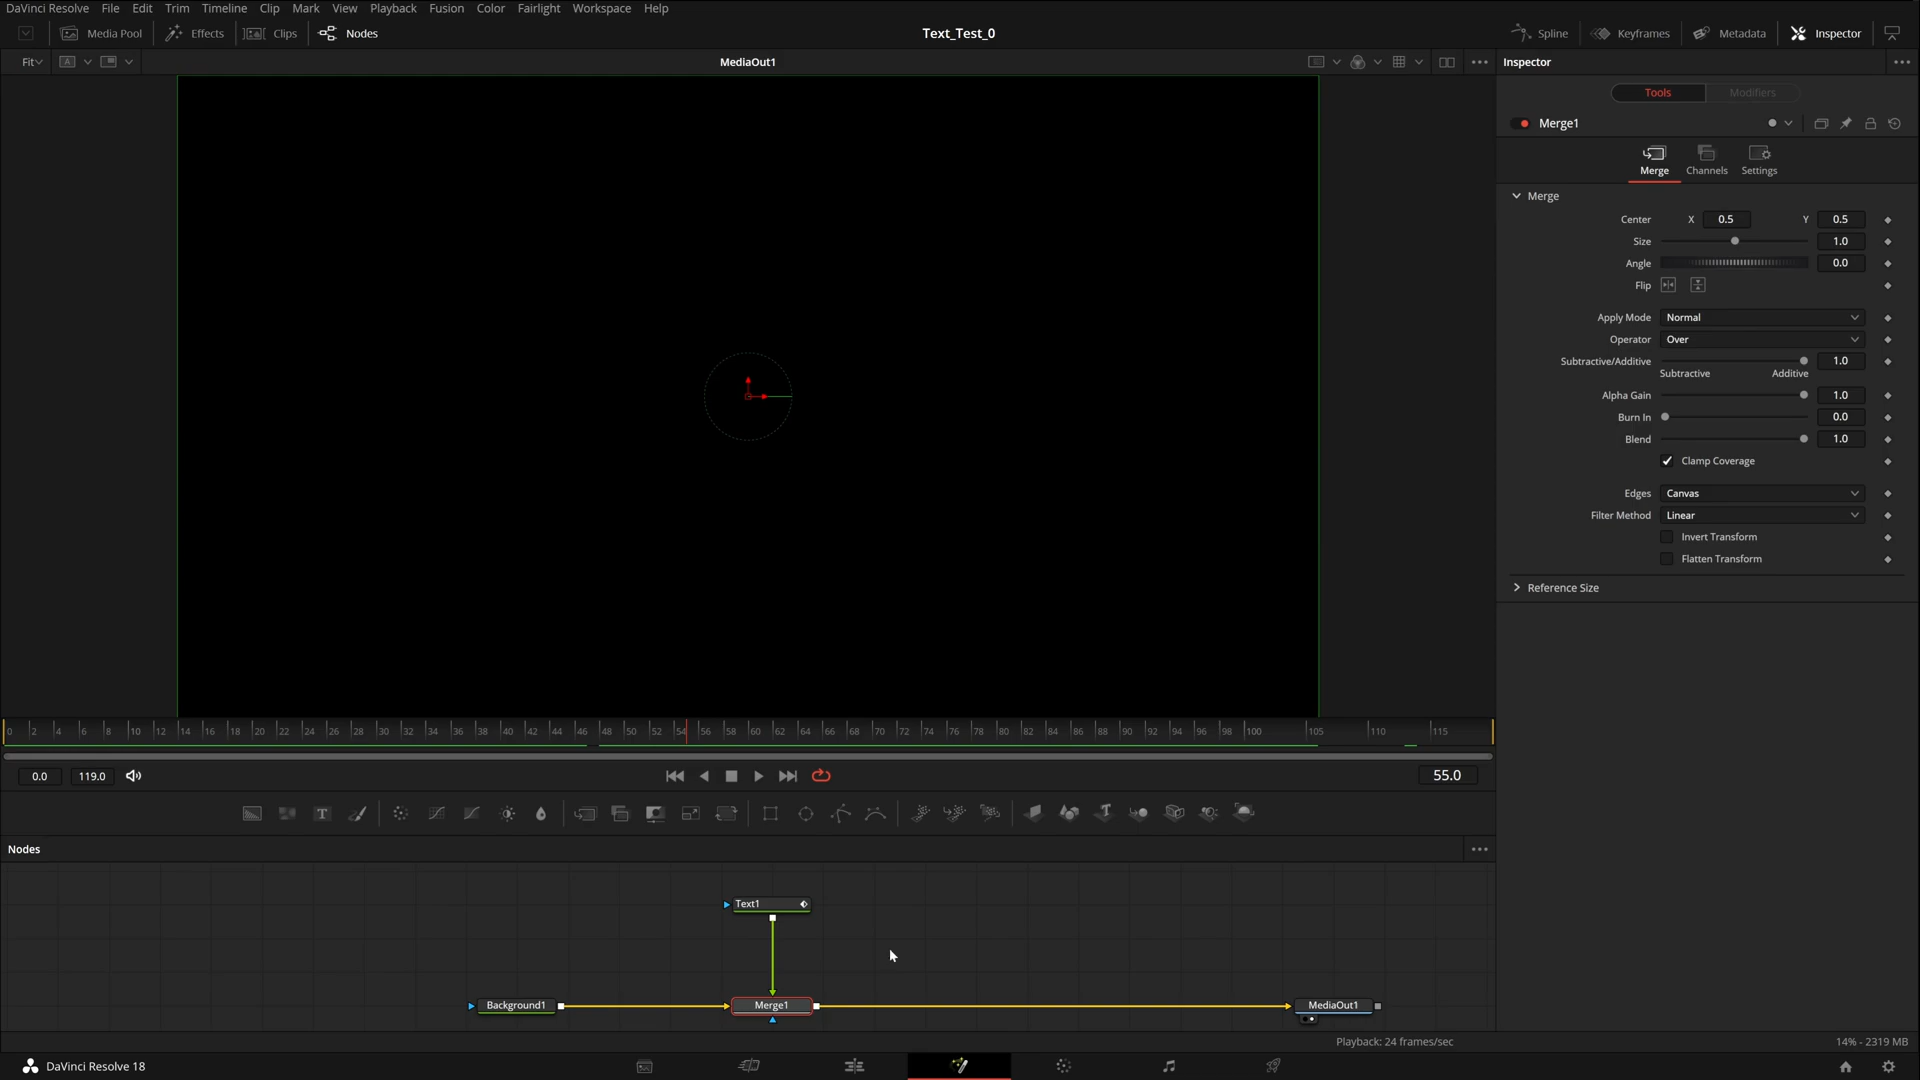 DaVinci Resolve File Edit Trim Timeline Clip Mark View Playback Fusion Color Fairlight Workspace Help
Media Pool Effects Clips Nodes Text_Test_0 Spline Keyframes Metadata Inspector
Fit A MediaOut1 Inspector
Tools Modifiers
Merge1
Merge Channels Settings
Merge
Center X 0.5 Y 0.5
Size 1.0
Angle 0.0
Flip
Apply Mode Normal
Operator Over
Subtractive/Additive 1.0
Subtractive Additive
Alpha Gain 1.0
Burn In 0.0
Blend 1.0
Clamp Coverage
Edges Canvas
Filter Method Linear
Invert Transform
Flatten Transform
Reference Size
0 2 4 6 8 10 12 14 16 18 20 22 24 26 28 30 32 34 36 38 40 42 44 46 48 50 52 54 56 58 60 62 64 66 68 70 72 74 76 78 80 82 84 86 88 90 92 94 96 98 100 105 110 115
0.0 119.0 55.0
T
Nodes
Text1
Background1 Merge1 MediaOut1
Playback: 24 frames/sec 14% - 2319 MB
DaVinci Resolve 18